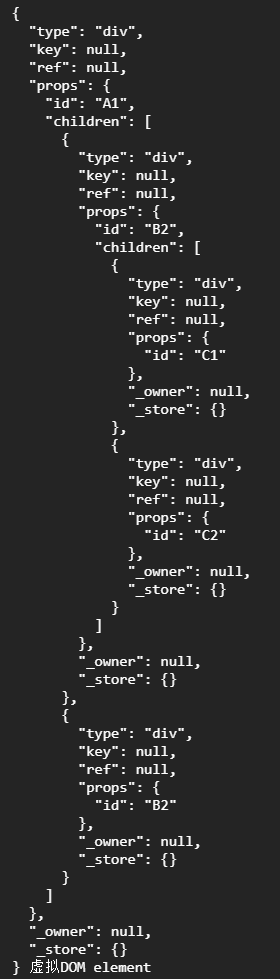 {
  "type": "div",
  "key": null,
  "ref": null,
  "props": {
    "id": "A1",
    "children": [
      {
        "type": "div",
        "key": null,
        "ref": null,
        "props": {
          "id": "B2",
          "children": [
            {
              "type": "div",
              "key": null,
              "ref": null,
              "props": {
                "id": "C1"
              },
              "_owner": null,
              "_store": {}
            },
            {
              "type": "div",
              "key": null,
              "ref": null,
              "props": {
                "id": "C2"
              },
              "_owner": null,
              "_store": {}
            }
          ]
        },
        "_owner": null,
        "_store": {}
      },
      {
        "type": "div",
        "key": null,
        "ref": null,
        "props": {
          "id": "B2"
        },
        "_owner": null,
        "_store": {}
      }
    ]
  },
  "_owner": null,
  "_store": {}
} 虚拟DOM element